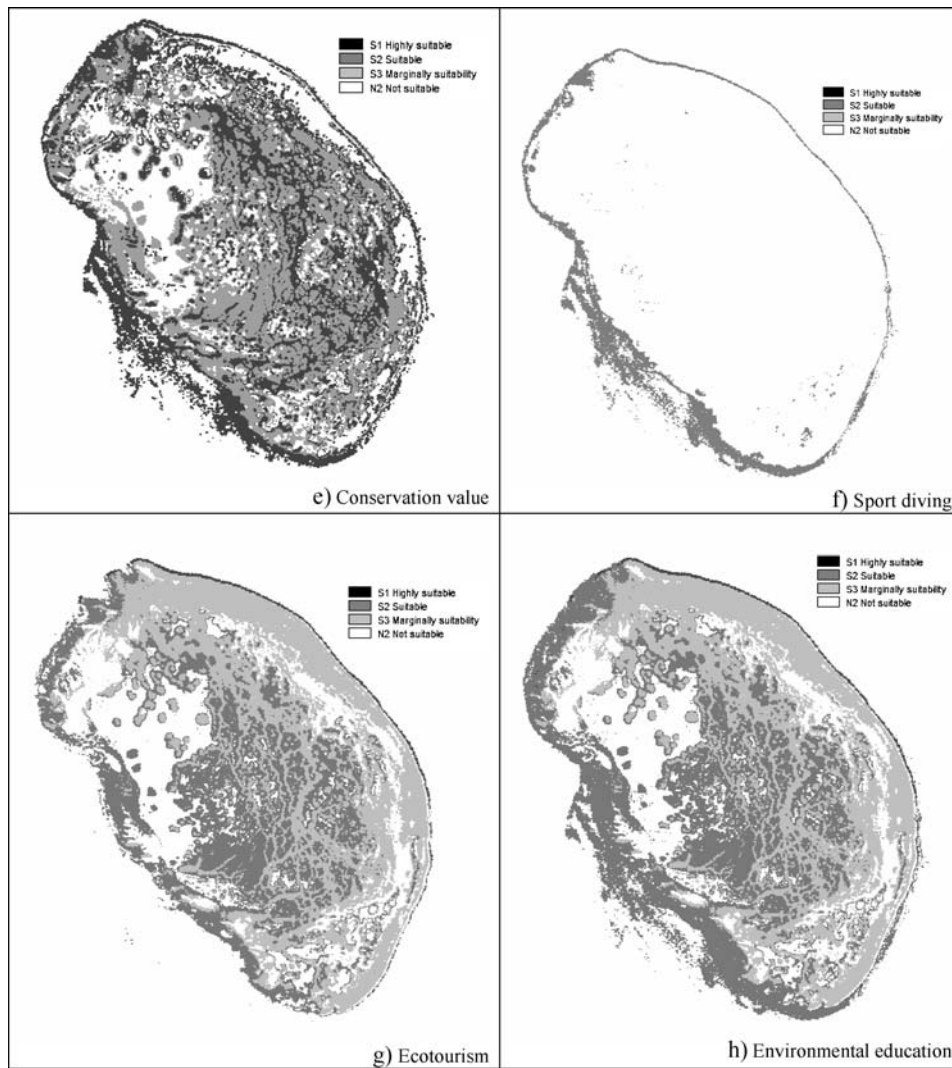 S1 Highly suitable
S2 Suitable
S3 Marginally suitability
N2 Not suitable
e) Conservation value
S1 Highly suitable
S2 Suitable
S3 Marginally suitability
N2 Not suitable
f) Sport diving
S1 Highly suitable
S2 Suitable
S3 Marginally suitability
N2 Not suitable
g) Ecotourism
S1 Highly suitable
S2 Suitable
S3 Marginally suitability
N2 Not suitable
h) Environmental education